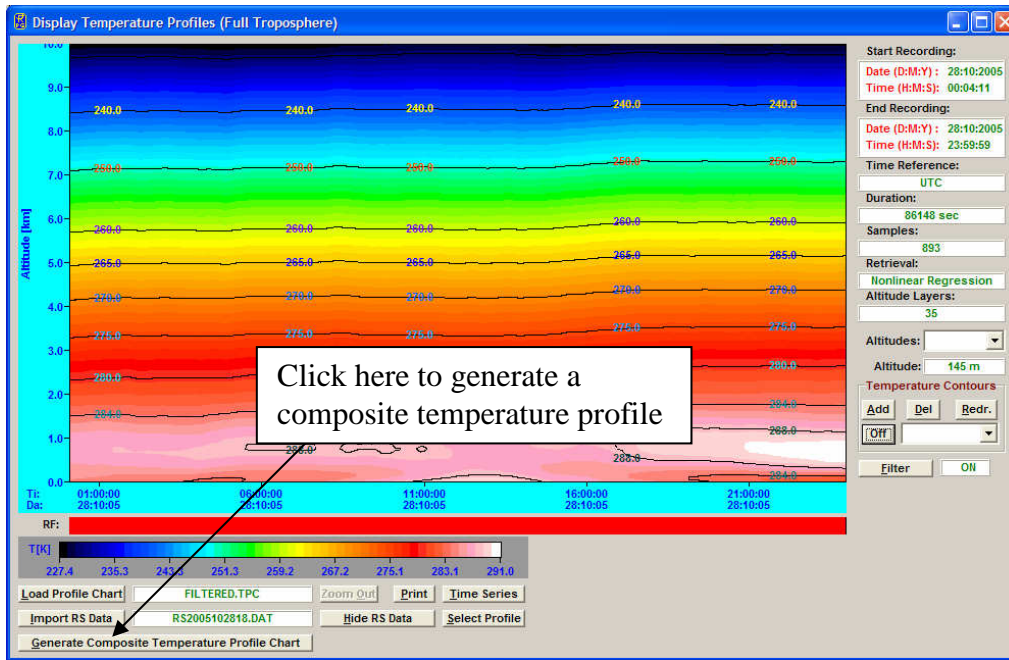 Display Temperature Profiles (Full Troposphere)
10.0
9.0
8.0
7.0
6.0
5.0
4.0
3.0
2.0
1.0
0.0
Altitude [km]
240.0 240.0 240.0 240.0 240.0
250.0 250.0 250.0 250.0 250.0
260.0 260.0 260.0 260.0 260.0
265.0 265.0 265.0 265.0 265.0
270.0 270.0 270.0 270.0 270.0
275.0 275.0 275.0 275.0 275.0
280.0 280.0
284.0 284.0
288.0 288.0 288.0
284.0
Click here to generate a
composite temperature profile
Ti: 01:00:00 06:00:00 11:00:00 16:00:00 21:00:00
Da: 28:10:05 28:10:05 28:10:05 28:10:05 28:10:05
RF:
T[K]
227.4 235.3 243.3 251.3 259.2 267.2 275.1 283.1 291.0
Load Profile Chart FILTERED.TPC Zoom Out Print Time Series
Import RS Data RS2005102818.DAT Hide RS Data Select Profile
Generate Composite Temperature Profile Chart
Start Recording:
Date (D:M:Y) : 28:10:2005
Time (H:M:S): 00:04:11
End Recording:
Date (D:M:Y) : 28:10:2005
Time (H:M:S): 23:59:59
Time Reference:
UTC
Duration:
86148 sec
Samples:
893
Retrieval:
Nonlinear Regression
Altitude Layers:
35
Altitudes:
Altitude: 145 m
Temperature Contours
Add Del Redr.
Off
Filter ON